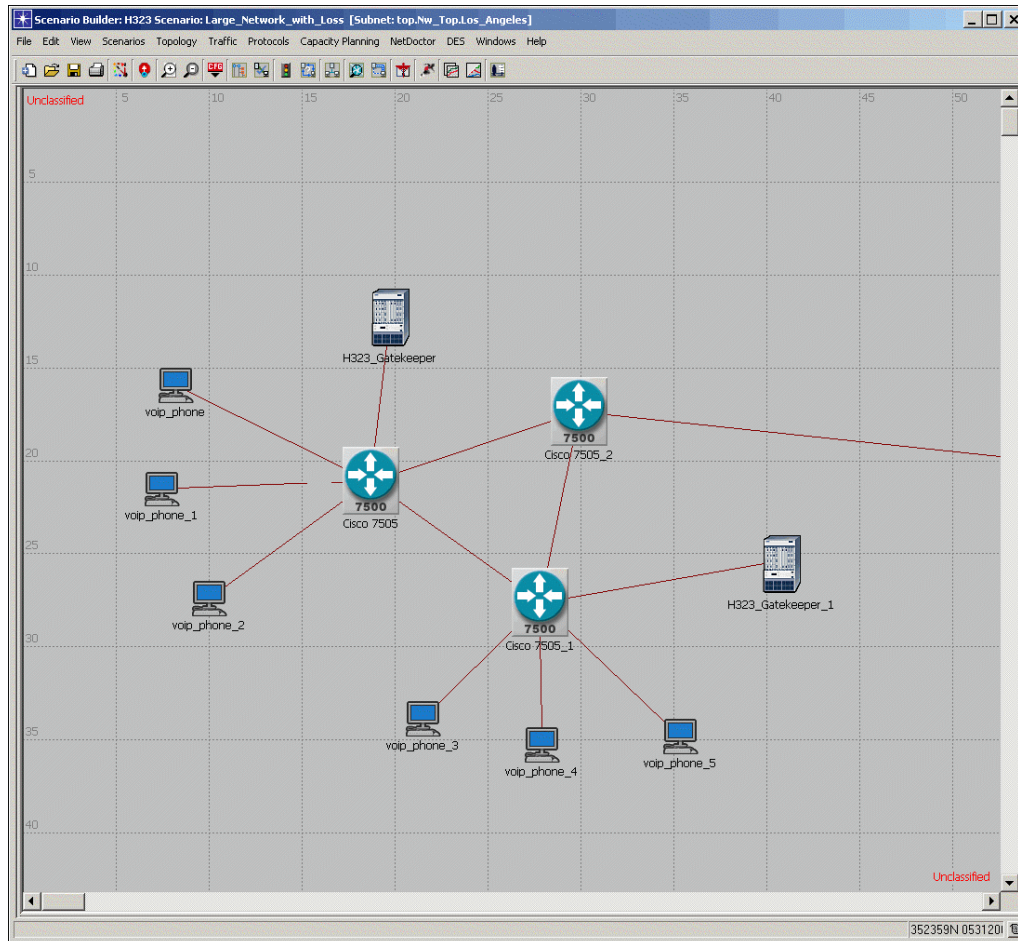 Scenario Builder: H323 Scenario: Large_Network_with_Loss [Subnet: top.Nw_Top.Los_Angeles]
File Edit View Scenarios Topology Traffic Protocols Capacity Planning NetDoctor DES Windows Help
Unclassified 5 10 15 20 25 30 35 40 45 50
5
10
H323_Gatekeeper
15
voip_phone
7500
Cisco 7505_2
20
voip_phone_1
7500
Cisco 7505
25
voip_phone_2
H323_Gatekeeper_1
7500
Cisco 7505_1
30
voip_phone_3
35
voip_phone_4
voip_phone_5
40
Unclassified
352359N 053120